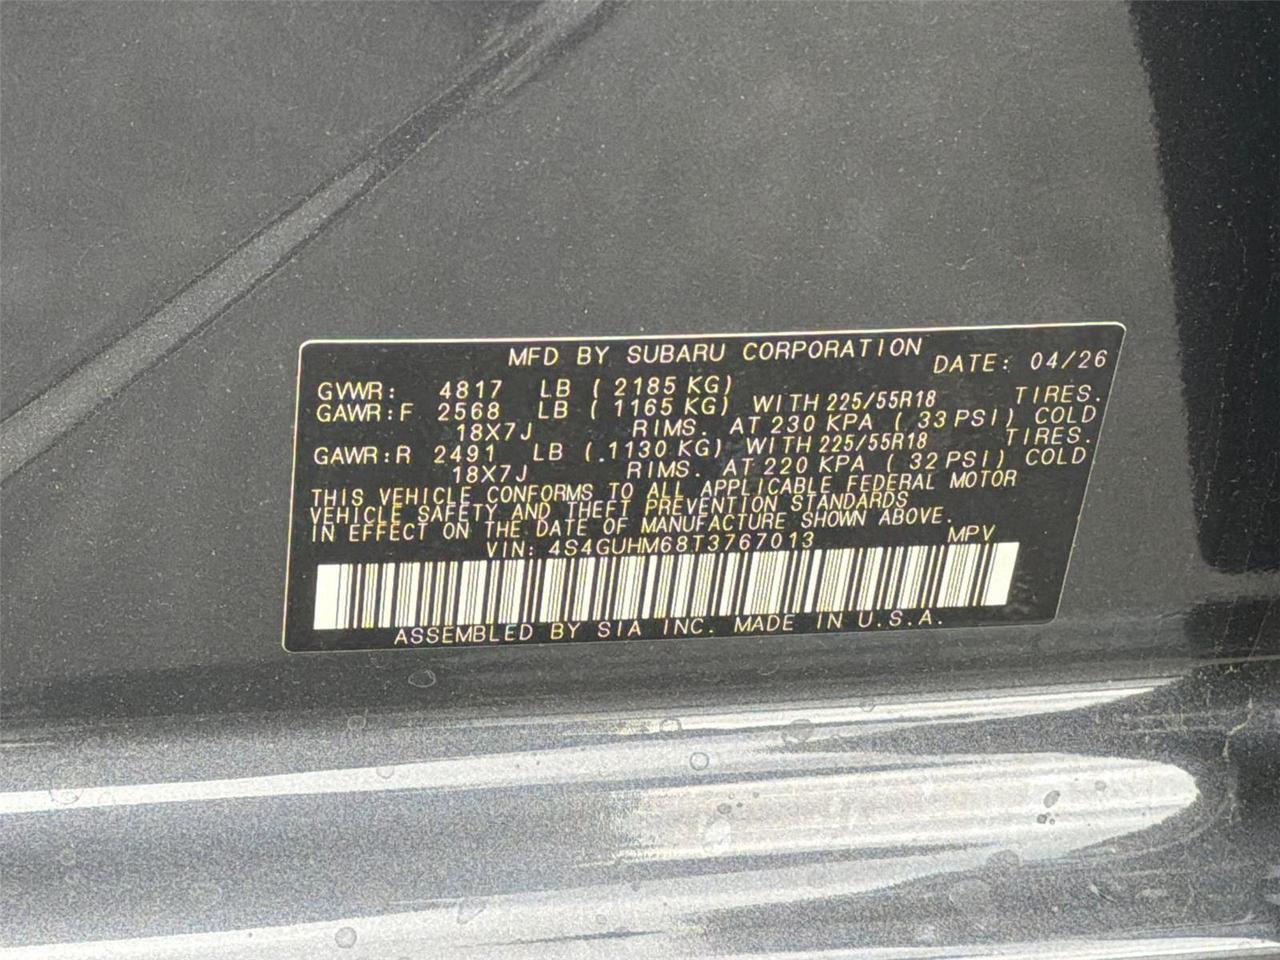 MFD BY SUBARU CORPORATION DATE: 04/26
GVWR: 4817 LB ( 2185 KG)
GAWR:F 2568 LB ( 1165 KG) WITH 225/55R18 TIRES.
18X7J RIMS. AT 230 KPA ( 33 PSI) COLD
GAWR:R 2491 LB ( 1130 KG) WITH 225/55R18 TIRES.
18X7J RIMS. AT 220 KPA ( 32 PSI) COLD
THIS VEHICLE CONFORMS TO ALL APPLICABLE FEDERAL MOTOR
VEHICLE SAFETY AND THEFT PREVENTION STANDARDS
IN EFFECT ON THE DATE OF MANUFACTURE SHOWN ABOVE.
VIN: 4S4GUHM68T3767013 MPV
ASSEMBLED BY SIA INC. MADE IN U.S.A.